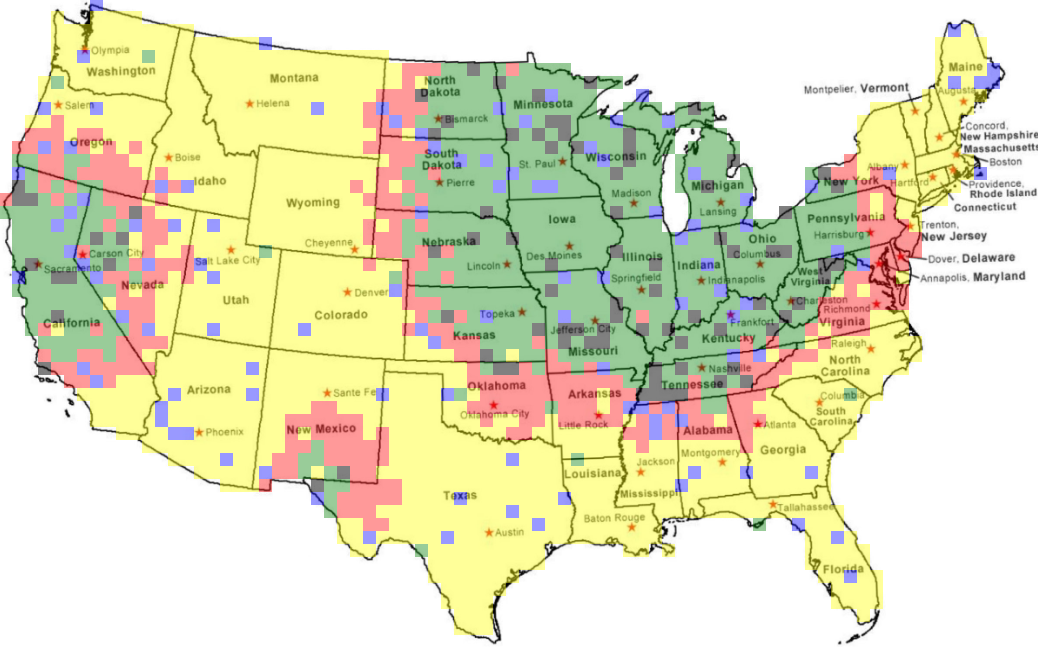 Olympia
Washington
Montana
North
Dakota
Minnesota
Maine
Montpelier, Vermont
Augusta
Salem
Helena
Bismarck
Concord,
New Hampshire
Oregon
Massachusetts
Boise
South
Dakota
St. Paul
Wisconsin
Albany
Boston
Idaho
Pierre
Michigan
New York
Hartford
Providence,
Rhode Island
Wyoming
Madison
Lansing
Connecticut
Iowa
Pennsylvania
Trenton,
New Jersey
Cheyenne
Nebraska
Ohio
Harrisburg
Carson City
Salt Lake City
Lincoln
Des Moines
Illinois
Indiana
Columbus
Dover, Delaware
Sacramento
Nevada
Utah
Denver
Springfield
Indianapolis
West
Virginia
Annapolis, Maryland
Colorado
Topeka
Charleston
Richmond
California
Kansas
Jefferson City
Missouri
Frankfort
Kentucky
Virginia
Raleigh
North
Carolina
Arizona
Sante Fe
Oklahoma
Oklahoma City
Arkansas
Little Rock
Nashville
Tennessee
Columbia
South
Carolina
Phoenix
New Mexico
Alabama
Atlanta
Georgia
Texas
Louisiana
Jackson
Mississippi
Montgomery
Austin
Baton Rouge
Tallahassee
Florida